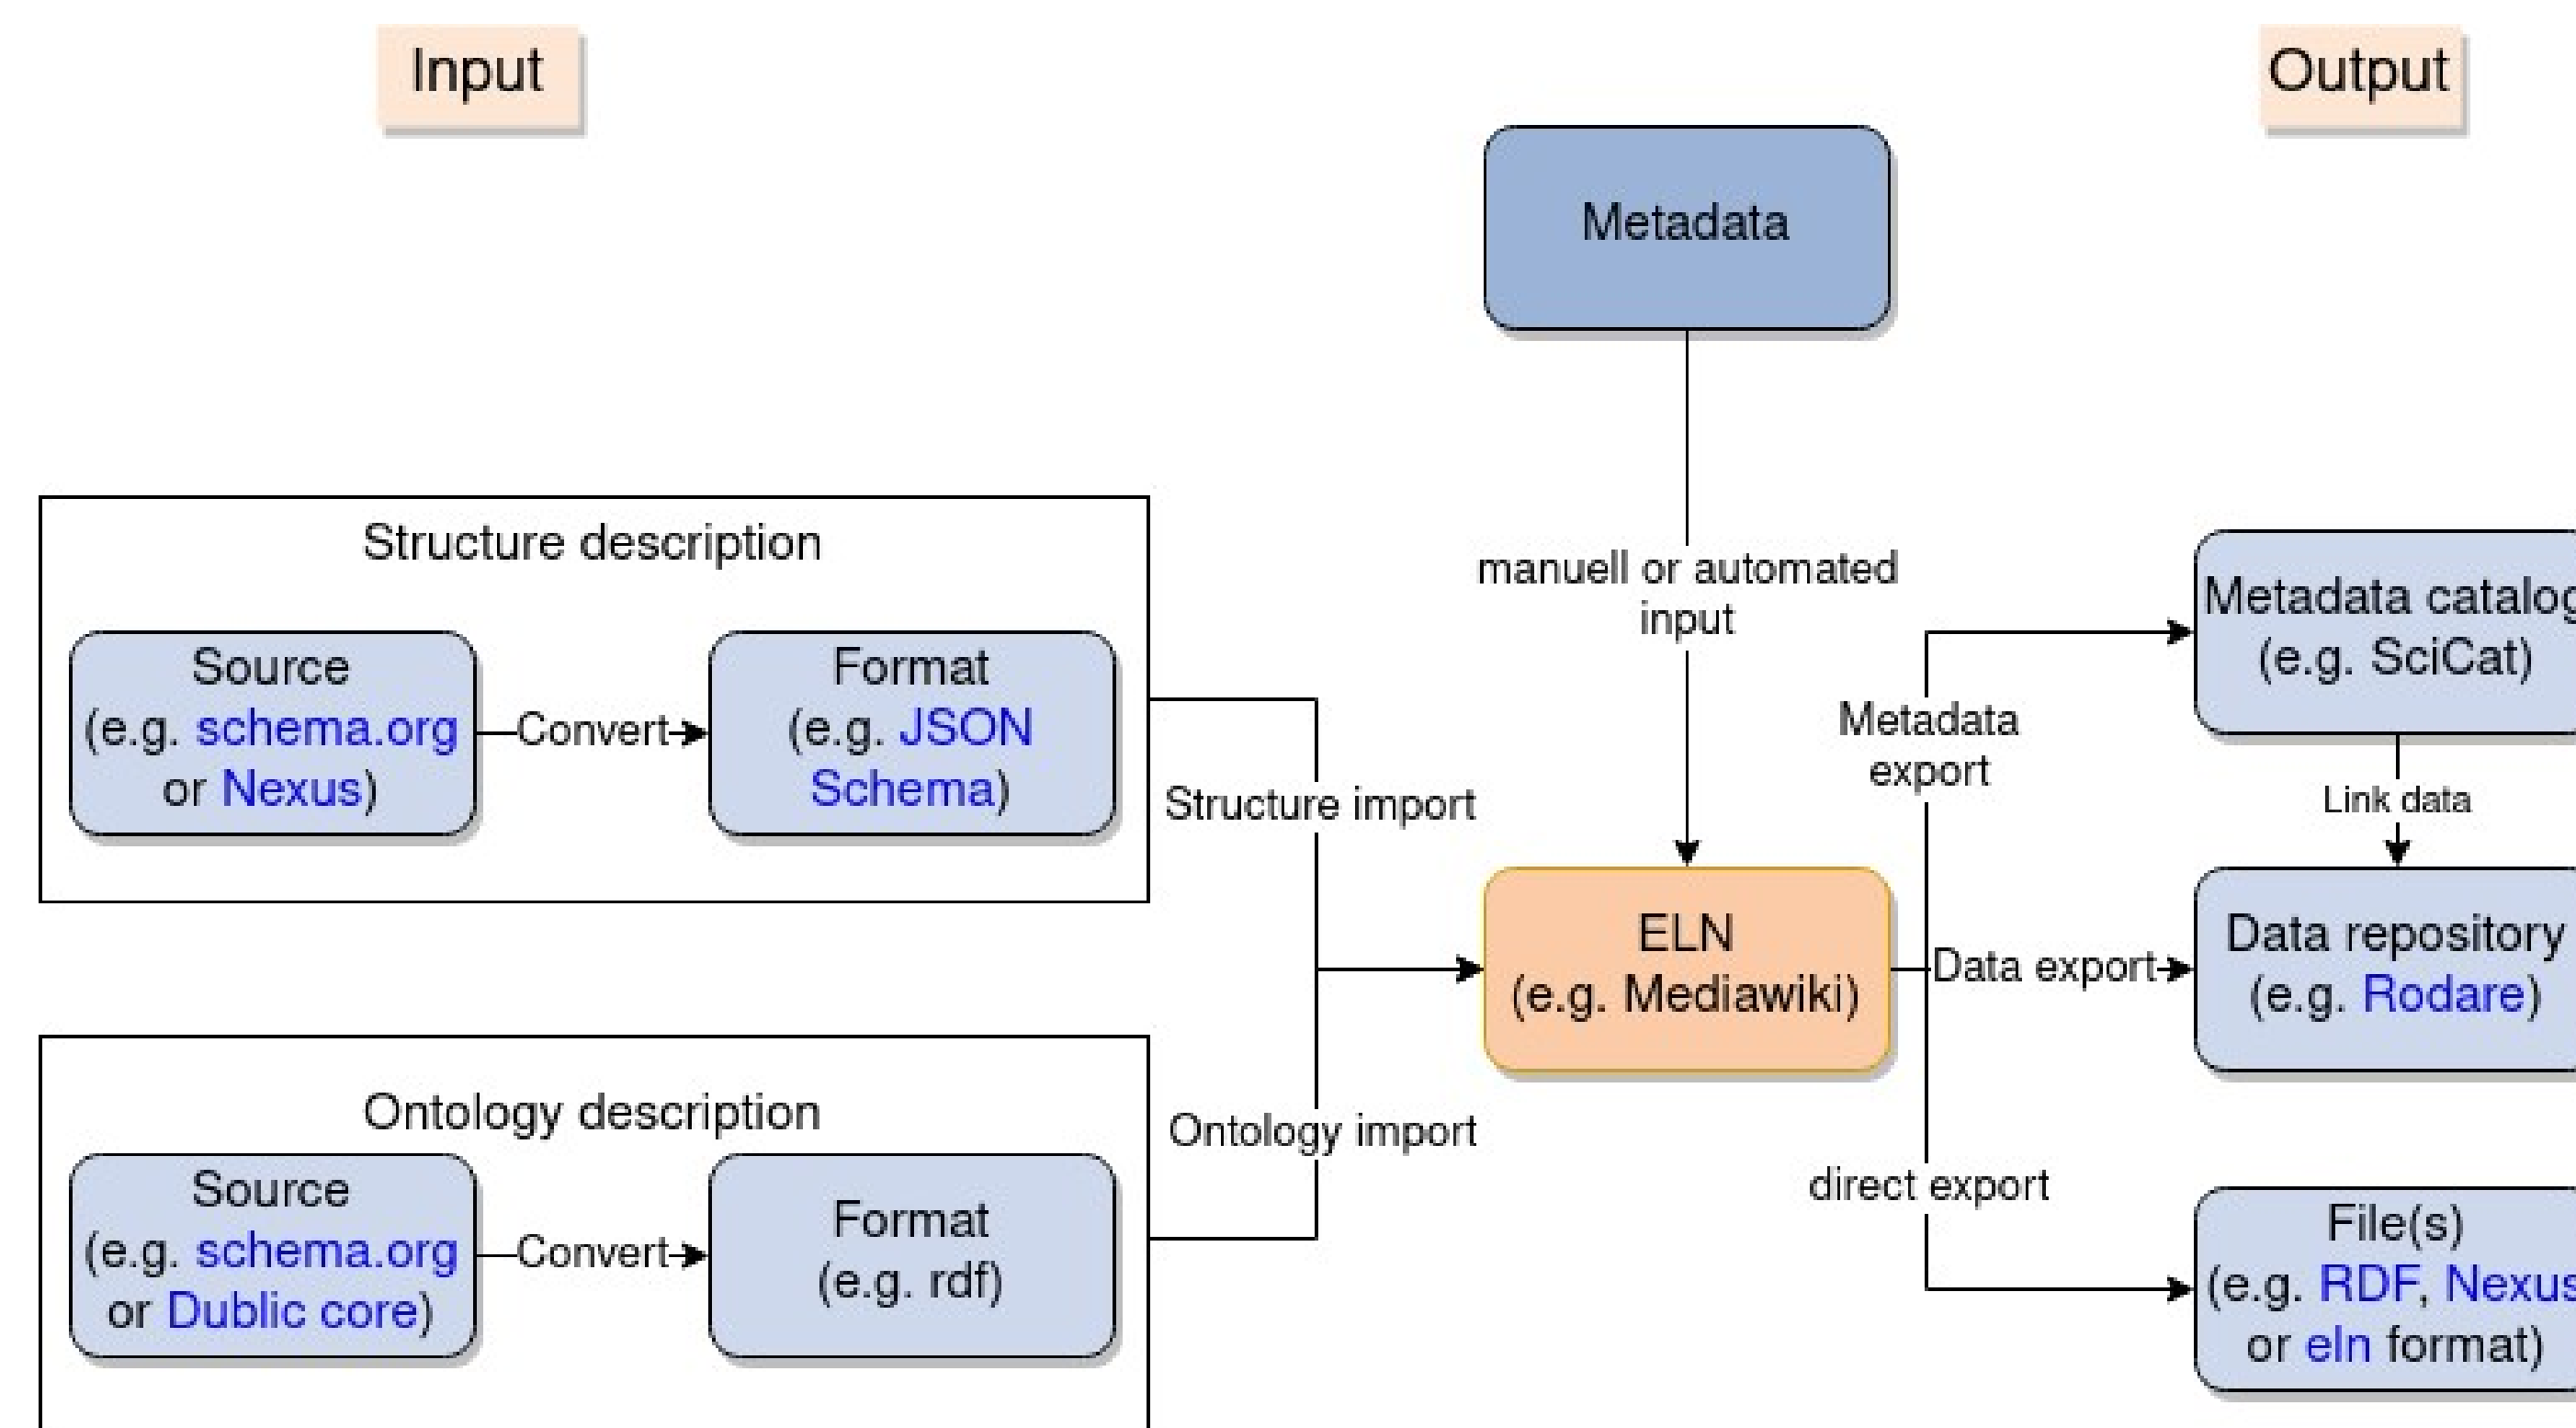 Input
Output
Metadata
manuell or automated
input
Structure description
Source
(e.g. schema.org
or Nexus)
Convert
Format
(e.g. JSON
Schema)
Structure import
Ontology description
Source
(e.g. schema.org
or Dublic core)
Convert
Format
(e.g. rdf)
Ontology import
ELN
(e.g. Mediawiki)
Metadata
export
Data export
direct export
Metadata catalog
(e.g. SciCat)
Link data
Data repository
(e.g. Rodare)
File(s)
(e.g. RDF, Nexus
or eln format)